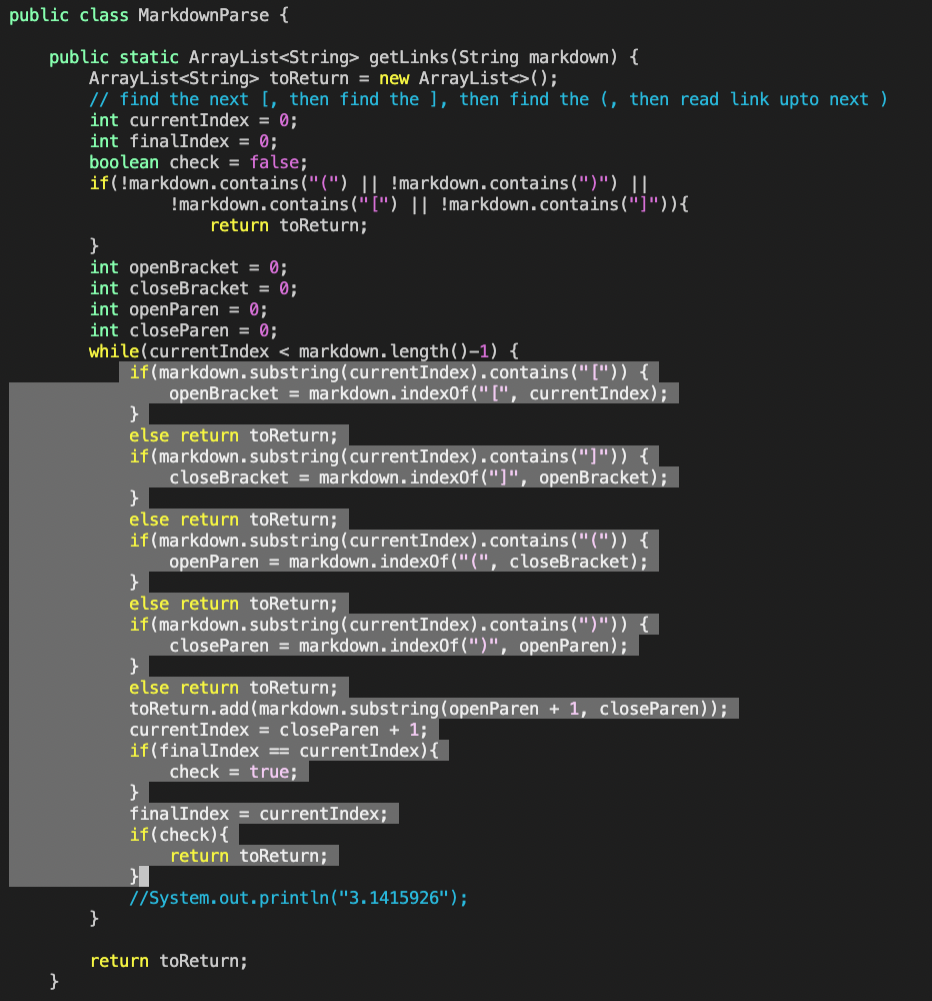 public class MarkdownParse {
    public static ArrayList<String> getLinks(String markdown) {
        ArrayList<String> toReturn = new ArrayList<>();
        // find the next [, then find the ], then find the (, then read link upto next )
        int currentIndex = 0;
        int finalIndex = 0;
        boolean check = false;
        if(!markdown.contains("(") || !markdown.contains(")") ||
                !markdown.contains("[") || !markdown.contains("]")){
                    return toReturn;
        }
        int openBracket = 0;
        int closeBracket = 0;
        int openParen = 0;
        int closeParen = 0;
        while(currentIndex < markdown.length()-1) {
            if(markdown.substring(currentIndex).contains("[")) {
                openBracket = markdown.indexOf("[", currentIndex);
            }
            else return toReturn;
            if(markdown.substring(currentIndex).contains("]")) {
                closeBracket = markdown.indexOf("]", openBracket);
            }
            else return toReturn;
            if(markdown.substring(currentIndex).contains("(")) {
                openParen = markdown.indexOf("(", closeBracket);
            }
            else return toReturn;
            if(markdown.substring(currentIndex).contains(")")) {
                closeParen = markdown.indexOf(")", openParen);
            }
            else return toReturn;
            toReturn.add(markdown.substring(openParen + 1, closeParen));
            currentIndex = closeParen + 1;
            if(finalIndex == currentIndex){
                check = true;
            }
            finalIndex = currentIndex;
            if(check){
                return toReturn;
            }
            //System.out.println("3.1415926");
        }
        return toReturn;
    }